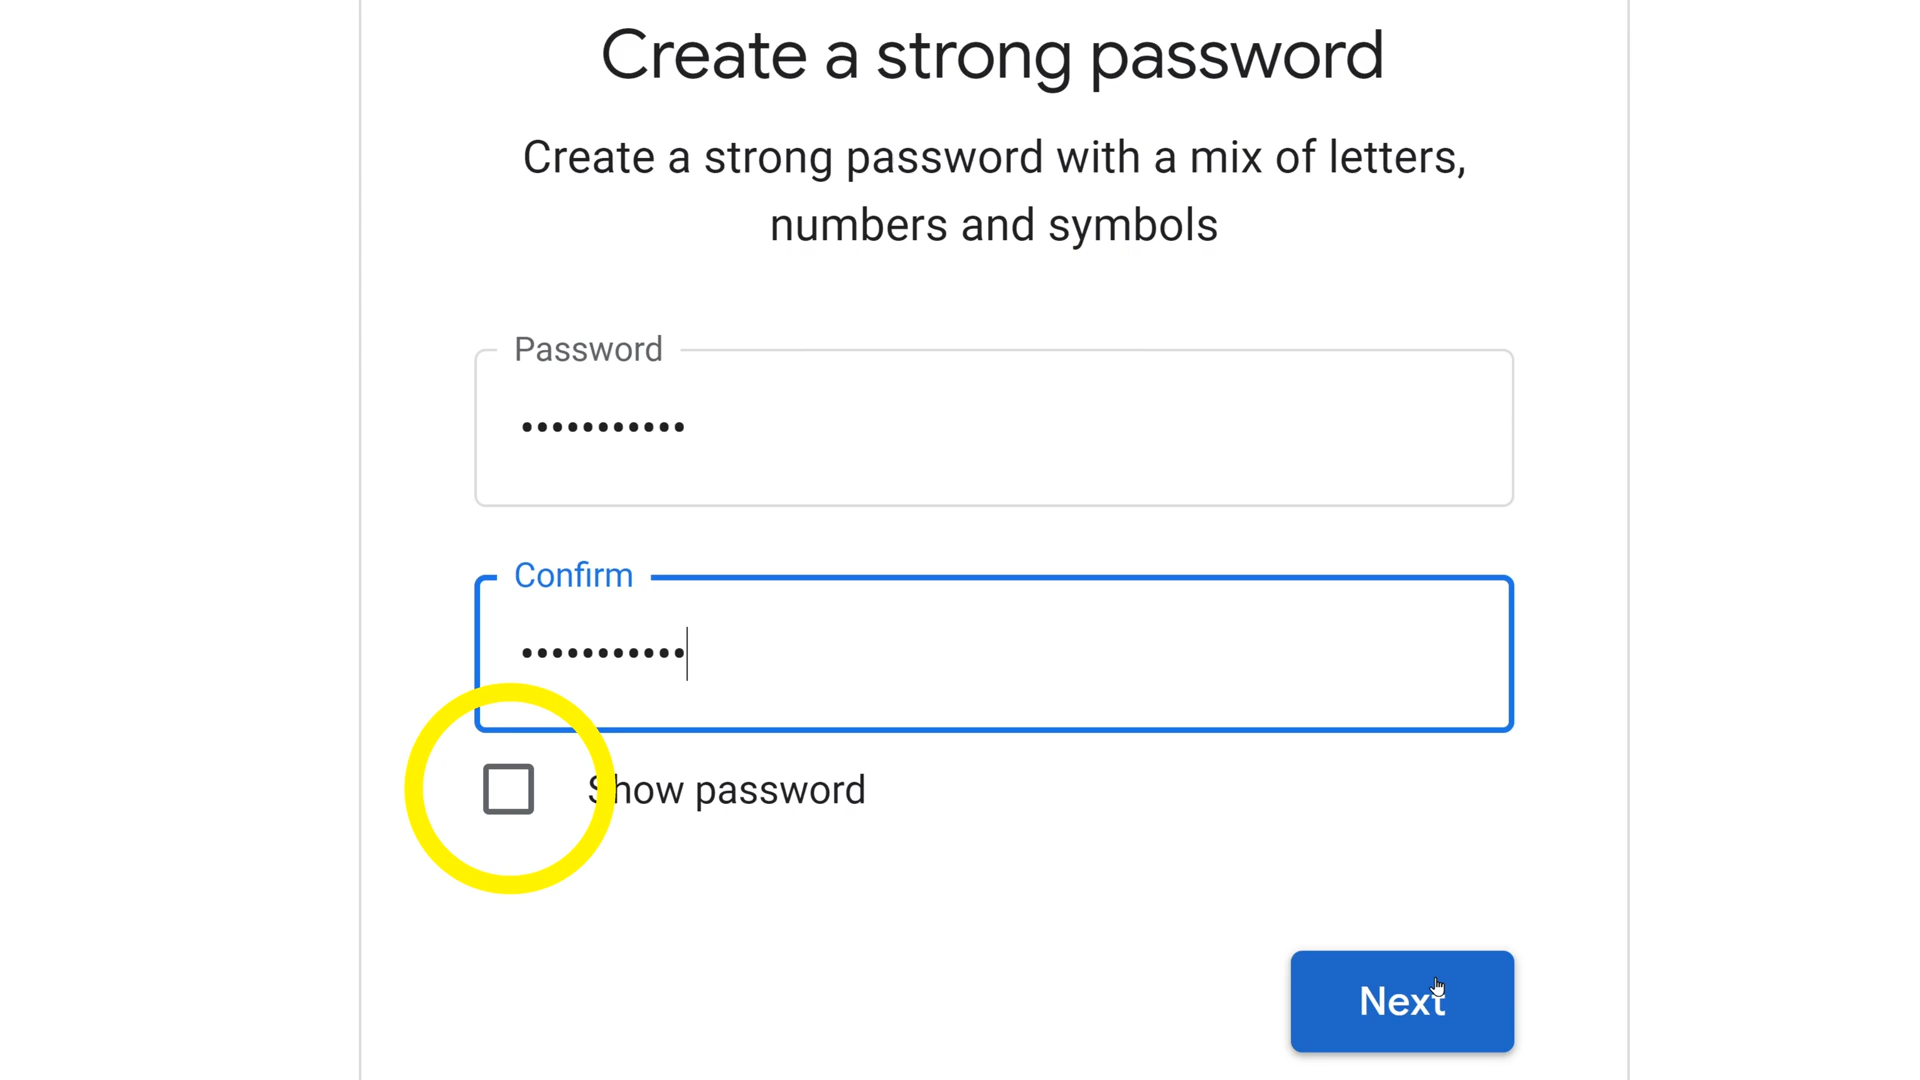 Create a strong password
Create a strong password with a mix of letters,
numbers and symbols
Password
•••••••••••
Confirm
•••••••••••
Show password
Next